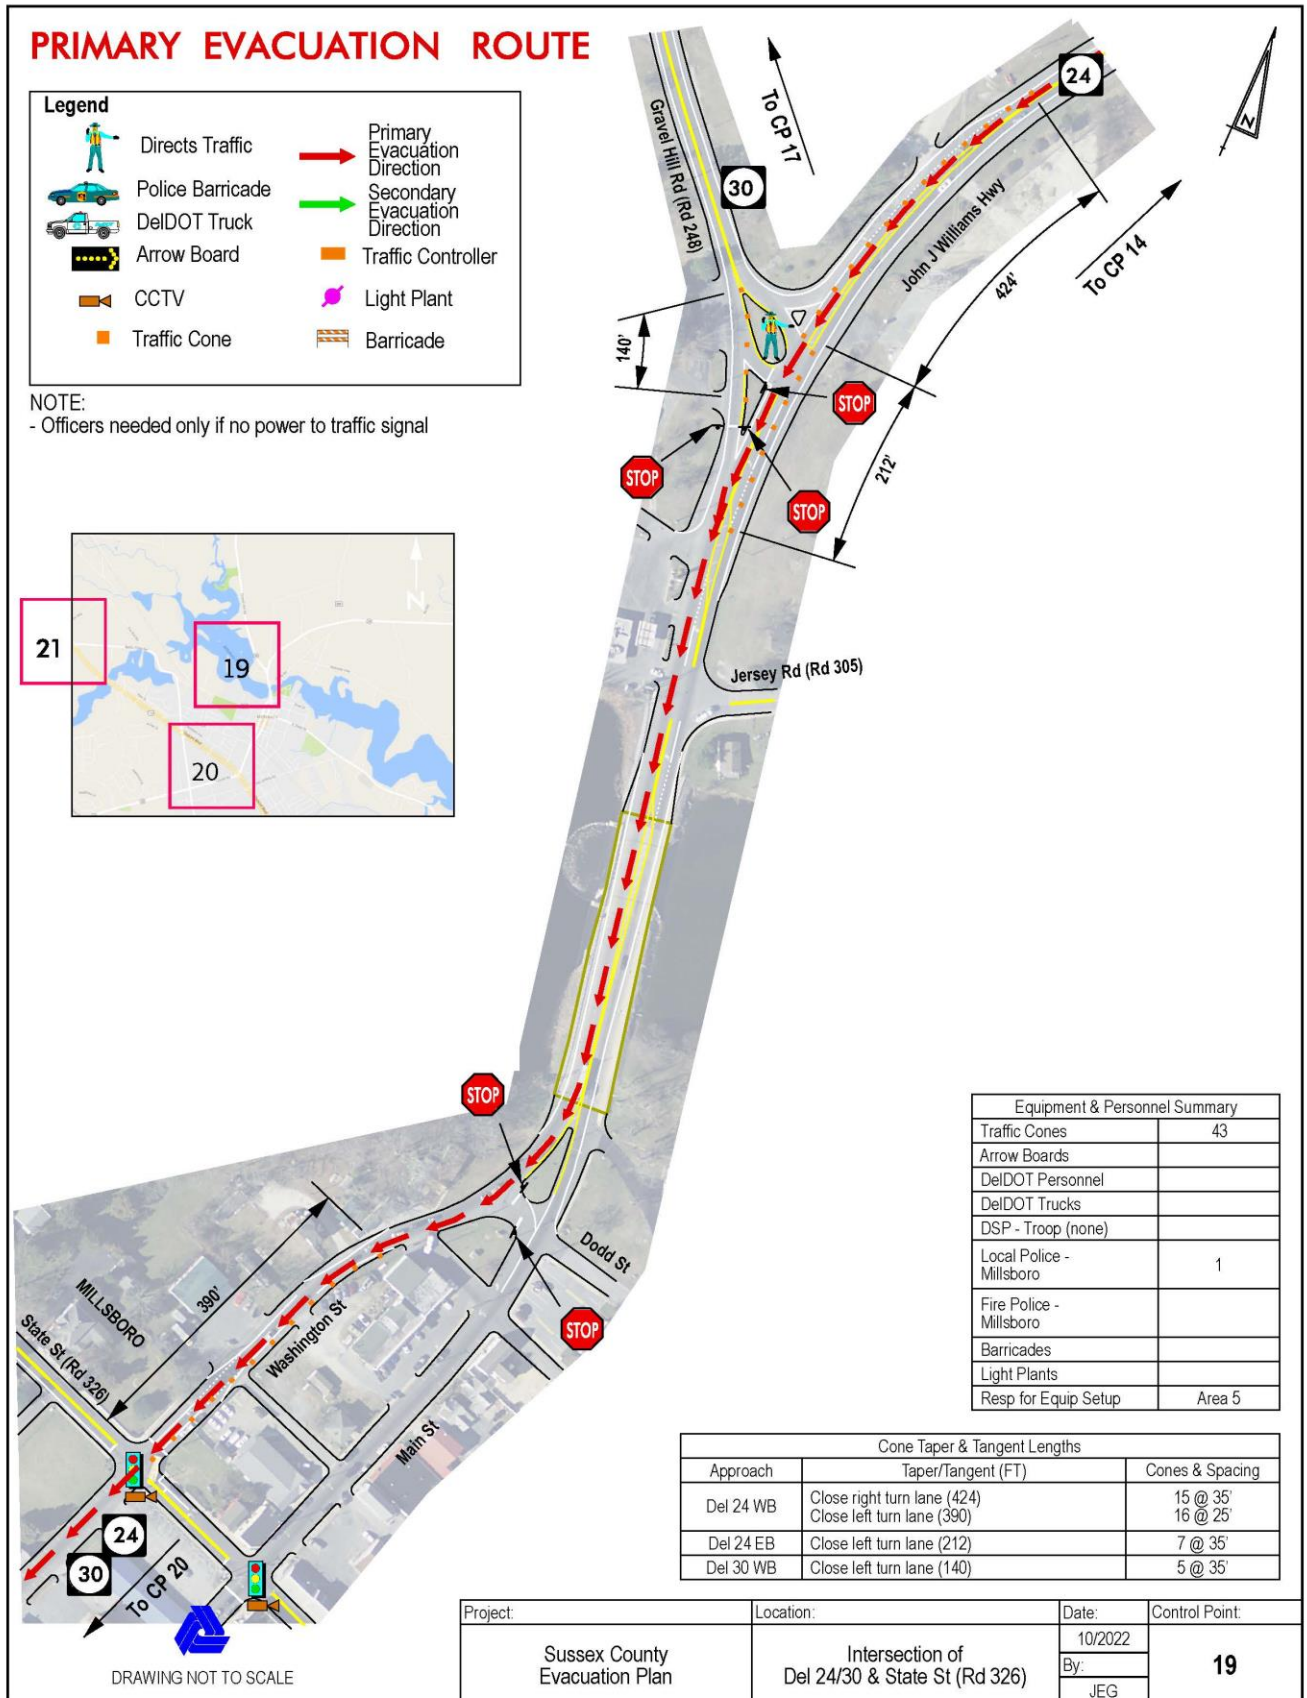 PRIMARY EVACUATION ROUTE
Legend
Directs Traffic
Police Barricade
DelDOT Truck
Arrow Board
CCTV
Traffic Cone
Primary
Evacuation
Direction
Secondary
Evacuation
Direction
Traffic Controller
Light Plant
Barricade
NOTE:
- Officers needed only if no power to traffic signal
24
N
To CP 17
Gravel Hill Rd (Rd 248)
30
John J Williams Hwy
To CP 14
424'
140'
STOP
212'
STOP
STOP
Jersey Rd (Rd 305)
N
21
19
20
STOP
Dodd St
STOP
390'
MILLSBORO
State St (Rd 326)
Washington St
Main St
24
30
To CP 20
DRAWING NOT TO SCALE
Equipment & Personnel Summary
Traffic Cones 43
Arrow Boards
DelDOT Personnel
DelDOT Trucks
DSP - Troop (none)
Local Police -
Millsboro 1
Fire Police -
Millsboro
Barricades
Light Plants
Resp for Equip Setup Area 5
Cone Taper & Tangent Lengths
Approach Taper/Tangent (FT) Cones & Spacing
Del 24 WB Close right turn lane (424) 15 @ 35'
Close left turn lane (390) 16 @ 25'
Del 24 EB Close left turn lane (212) 7 @ 35'
Del 30 WB Close left turn lane (140) 5 @ 35'
Project:
Sussex County
Evacuation Plan
Location:
Intersection of
Del 24/30 & State St (Rd 326)
Date:
10/2022
By:
JEG
Control Point:
19